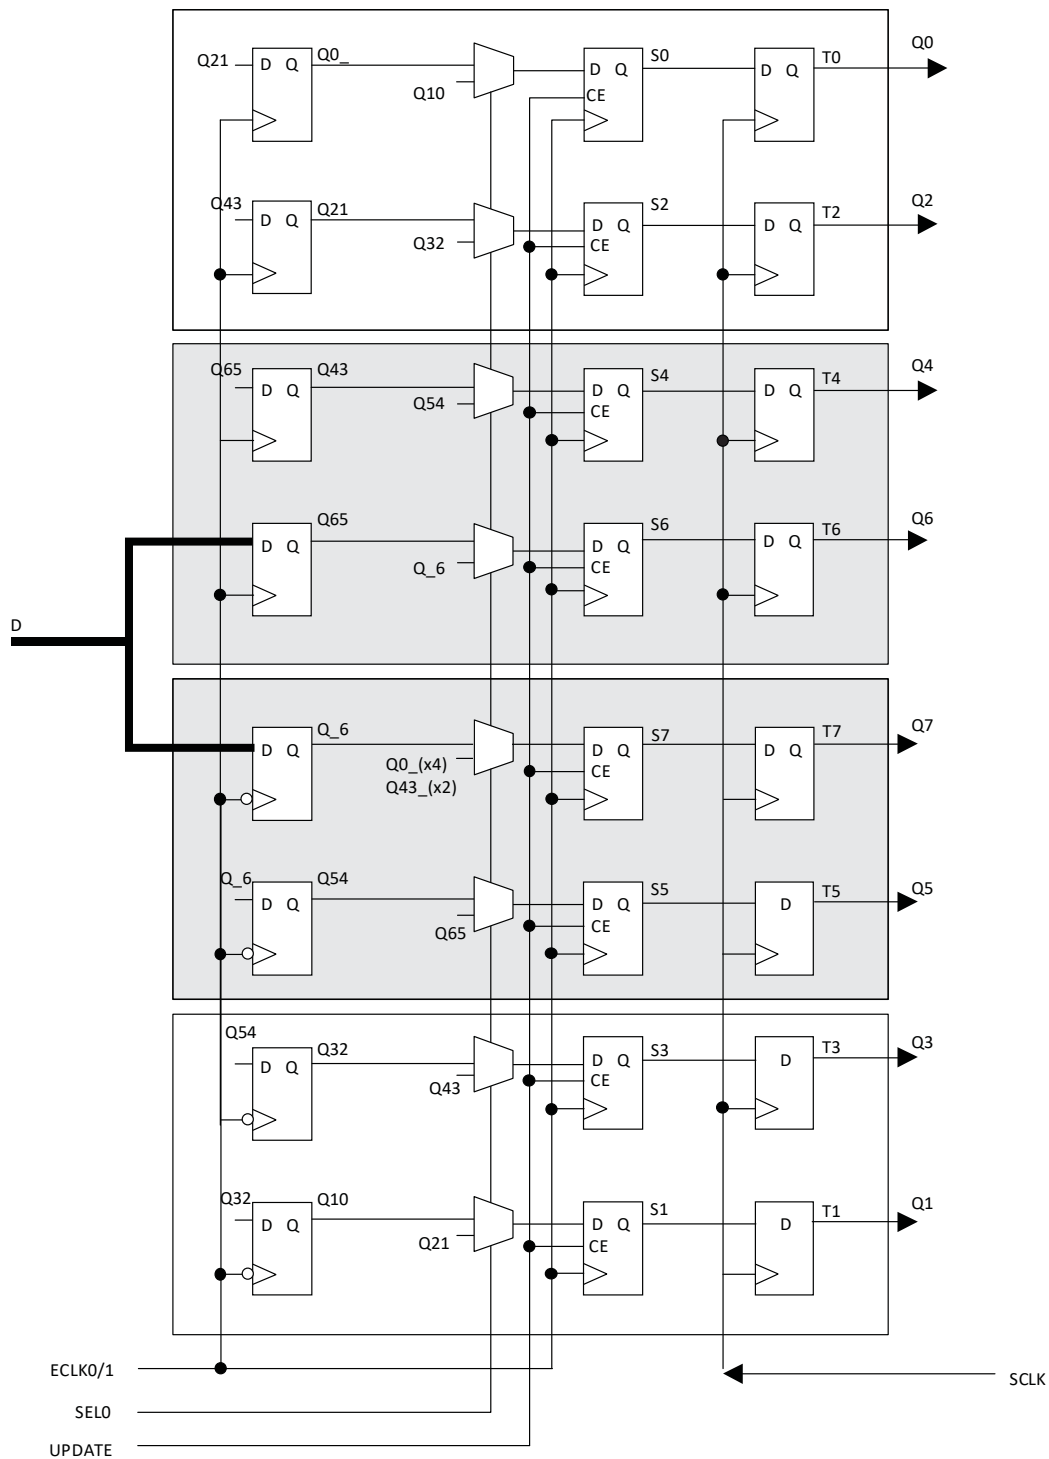 Q21 D Q Q0_ Q10 D Q CE S0 D Q T0 Q0
Q43 D Q Q21 Q32 D Q CE S2 D Q T2 Q2
Q65 D Q Q43 Q54 D Q CE S4 D Q T4 Q4
D Q Q65 Q_6 D Q CE S6 D Q T6 Q6
D
D Q Q_6 Q0_(x4) D Q CE S7 D Q T7 Q7
Q43_(x2)
Q_6 D Q Q54 Q65 D Q CE S5 D T5 Q5
Q54 D Q Q32 Q43 D Q CE S3 D T3 Q3
Q32 D Q Q10 Q21 D Q CE S1 D T1 Q1
ECLK0/1
SCLK
SEL0
UPDATE